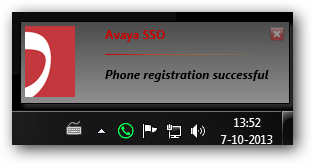 Avaya SSO
Phone registration successful
13:52
7-10-2013